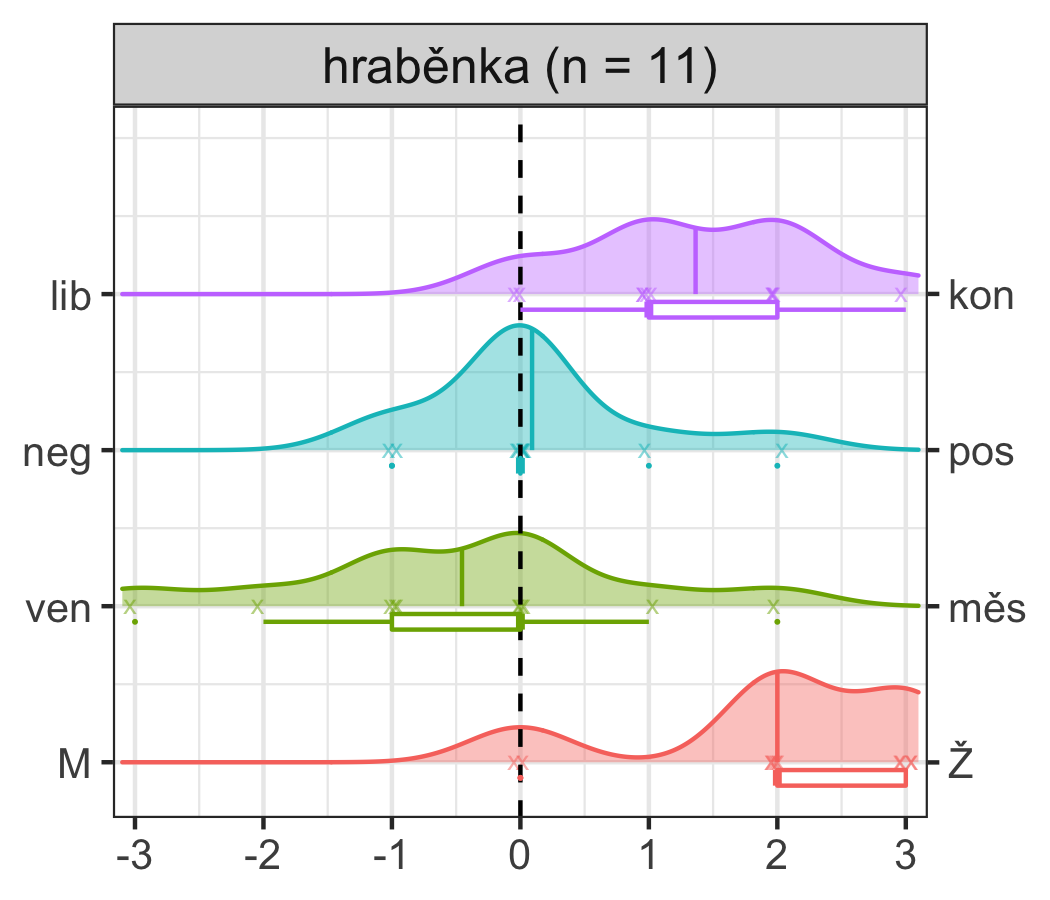 hraběnka (n = 11)
lib kon
neg pos
ven měs
M Ž
-3 -2 -1 0 1 2 3